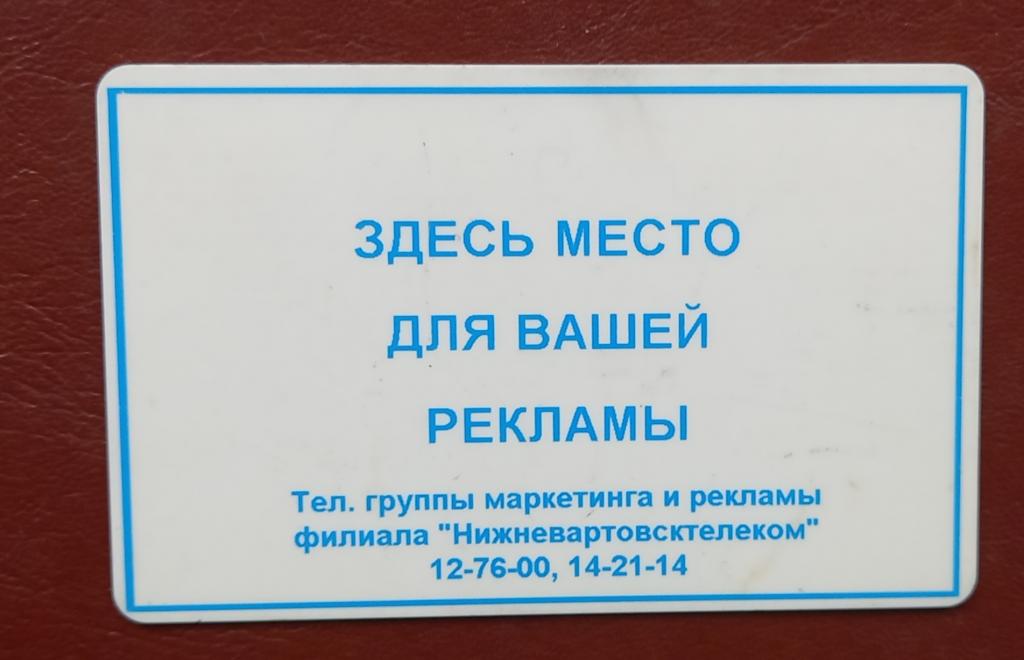 ЗДЕСЬ МЕСТО
ДЛЯ ВАШЕЙ
РЕКЛАМЫ
Тел. группы маркетинга и рекламы
филиала "Нижневартовсктелеком"
12-76-00, 14-21-14